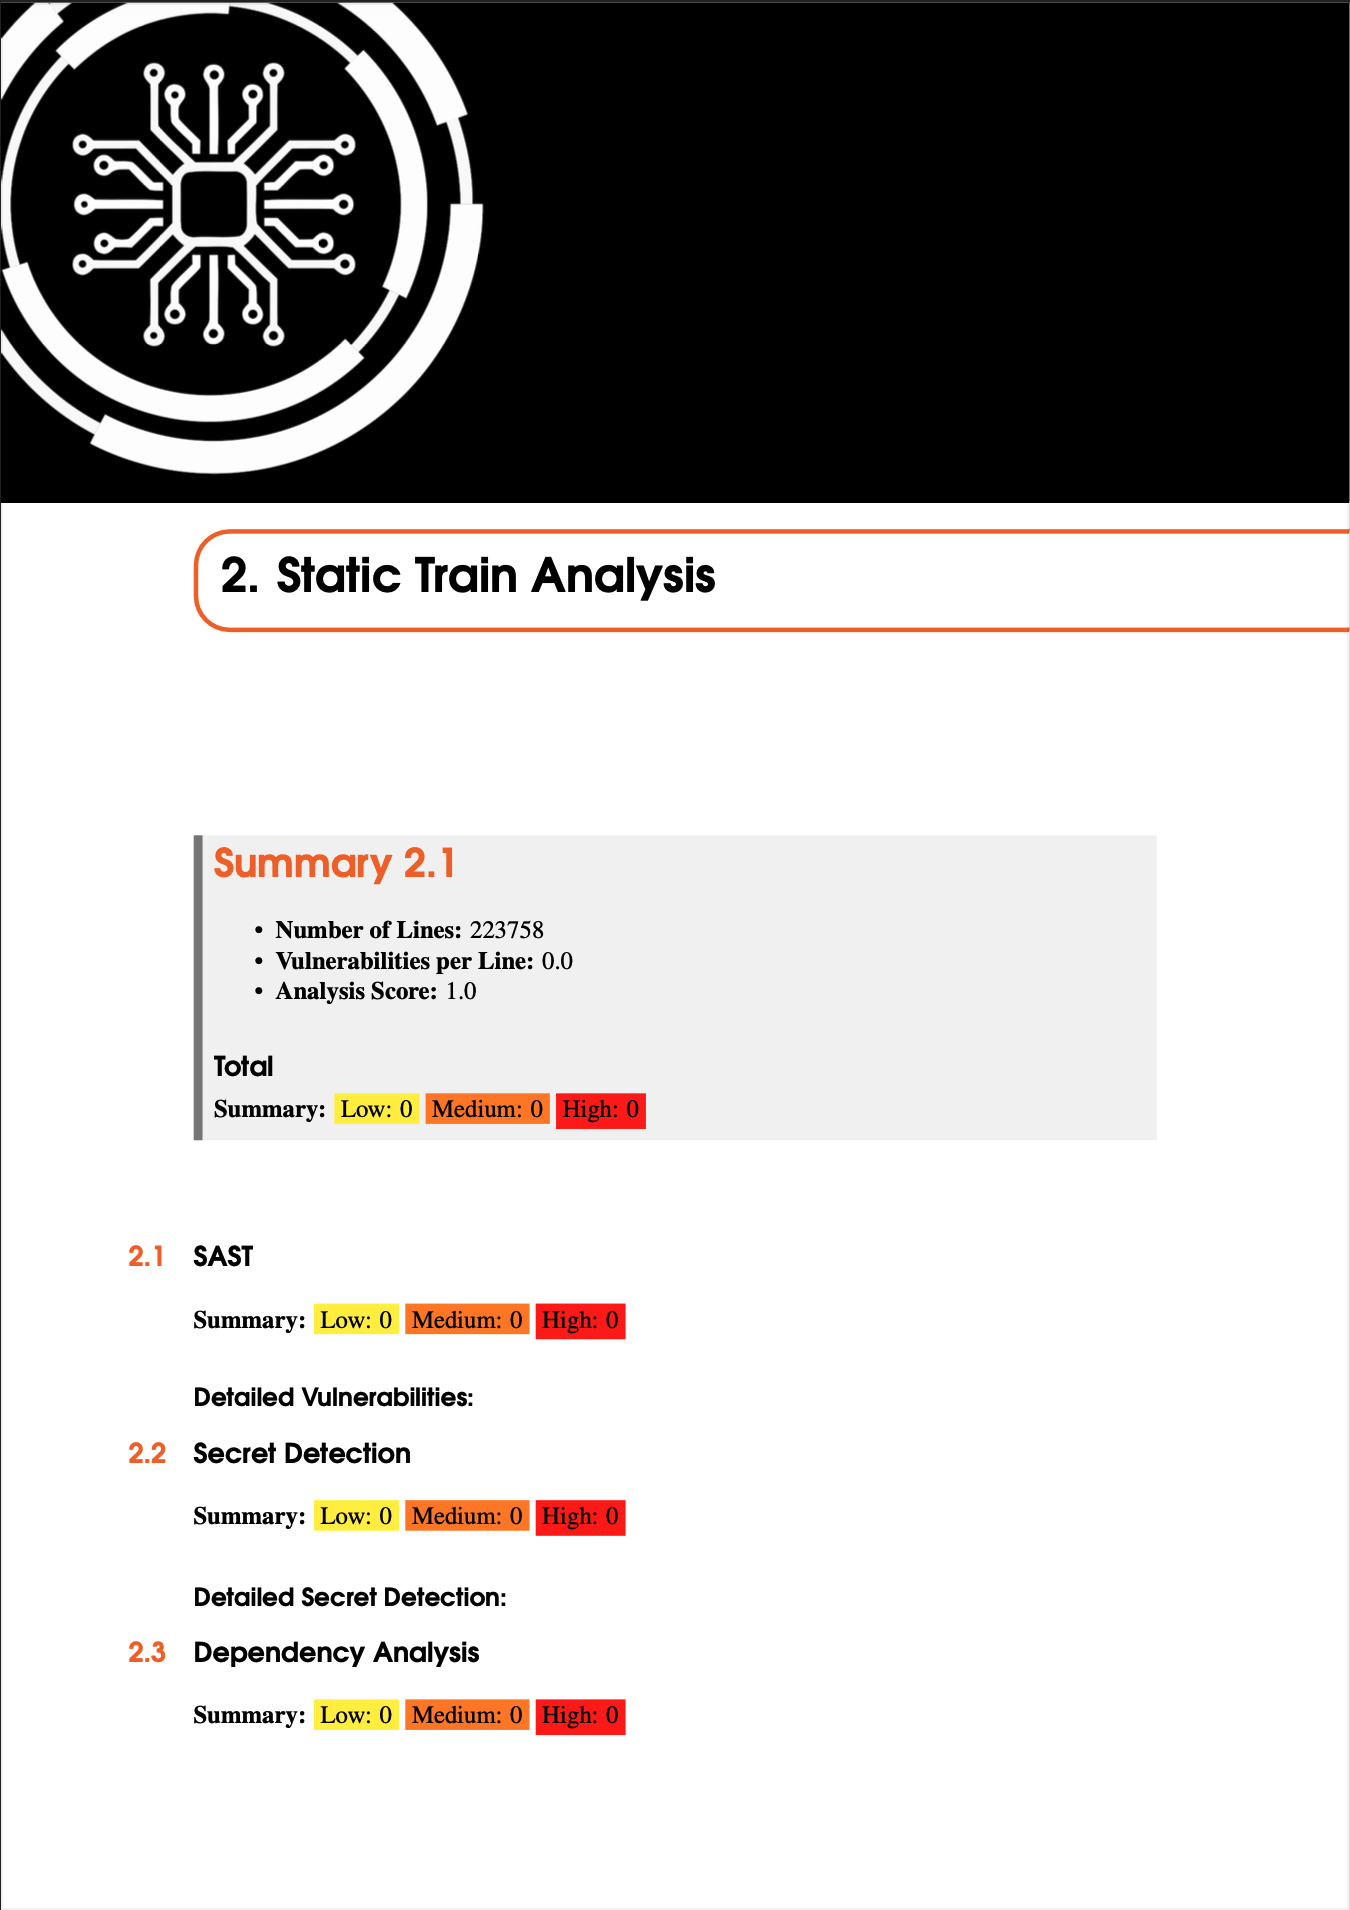 2. Static Train Analysis
Summary 2.1
• Number of Lines: 223758
• Vulnerabilities per Line: 0.0
• Analysis Score: 1.0
Total
Summary: Low: 0 Medium: 0 High: 0
2.1 SAST
Summary: Low: 0 Medium: 0 High: 0
Detailed Vulnerabilities:
2.2 Secret Detection
Summary: Low: 0 Medium: 0 High: 0
Detailed Secret Detection:
2.3 Dependency Analysis
Summary: Low: 0 Medium: 0 High: 0